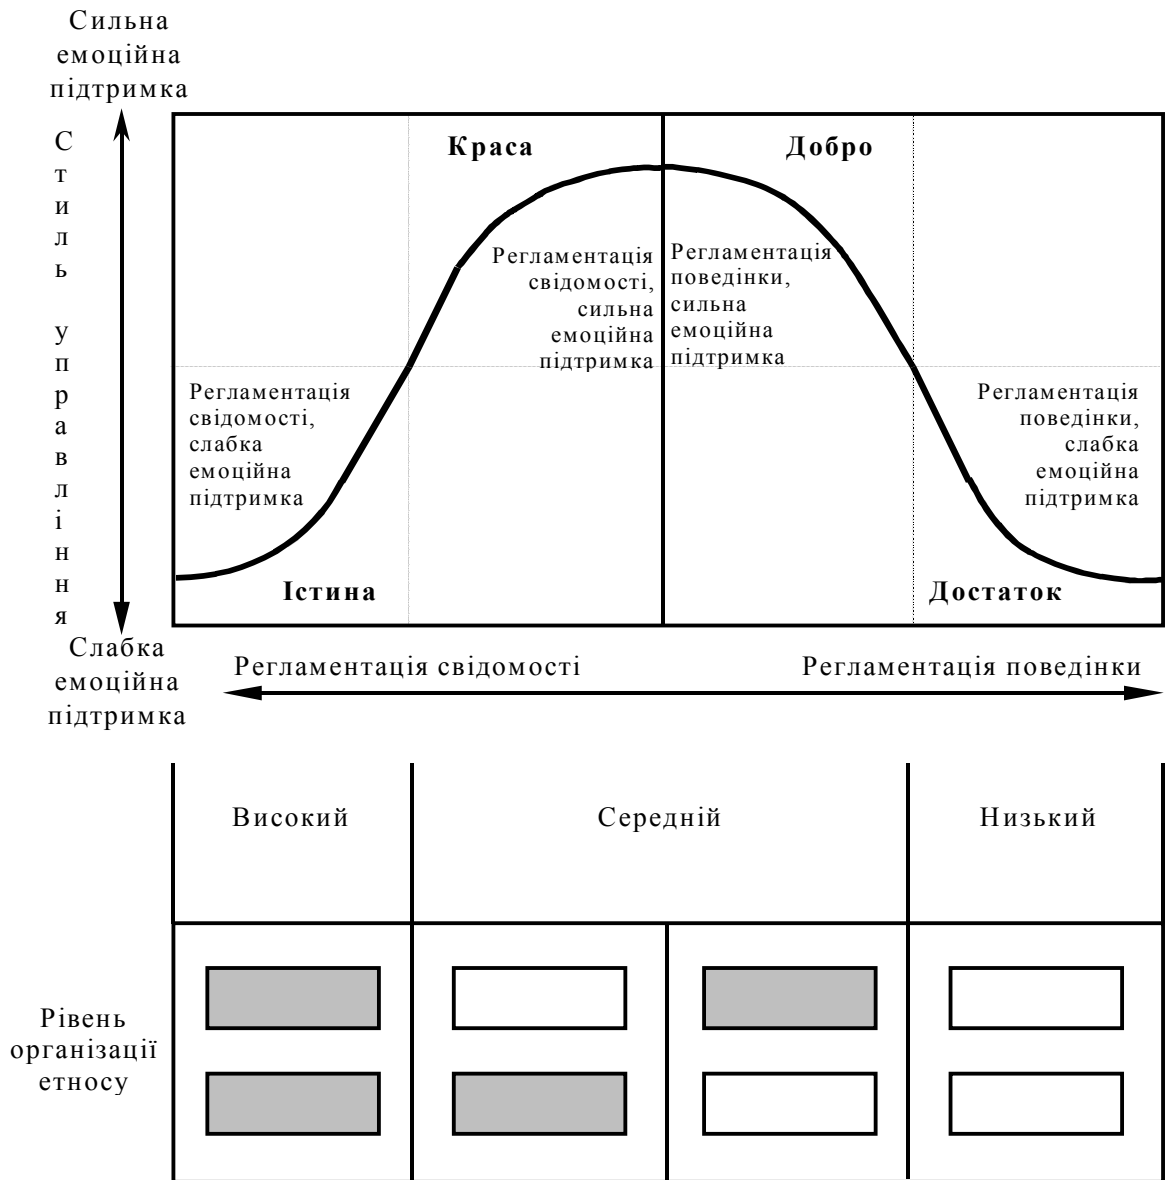 Сильна
емоційна
підтримка
Стиль управління
Краса
Добро
Регламентація
свідомості,
сильна
емоційна
підтримка
Регламентація
поведінки,
сильна
емоційна
підтримка
Регламентація
свідомості,
слабка
емоційна
підтримка
Регламентація
поведінки,
слабка
емоційна
підтримка
Істина
Достаток
Слабка
емоційна
підтримка
Регламентація свідомості
Регламентація поведінки
Високий
Середній
Низький
Рівень
організації
етносу